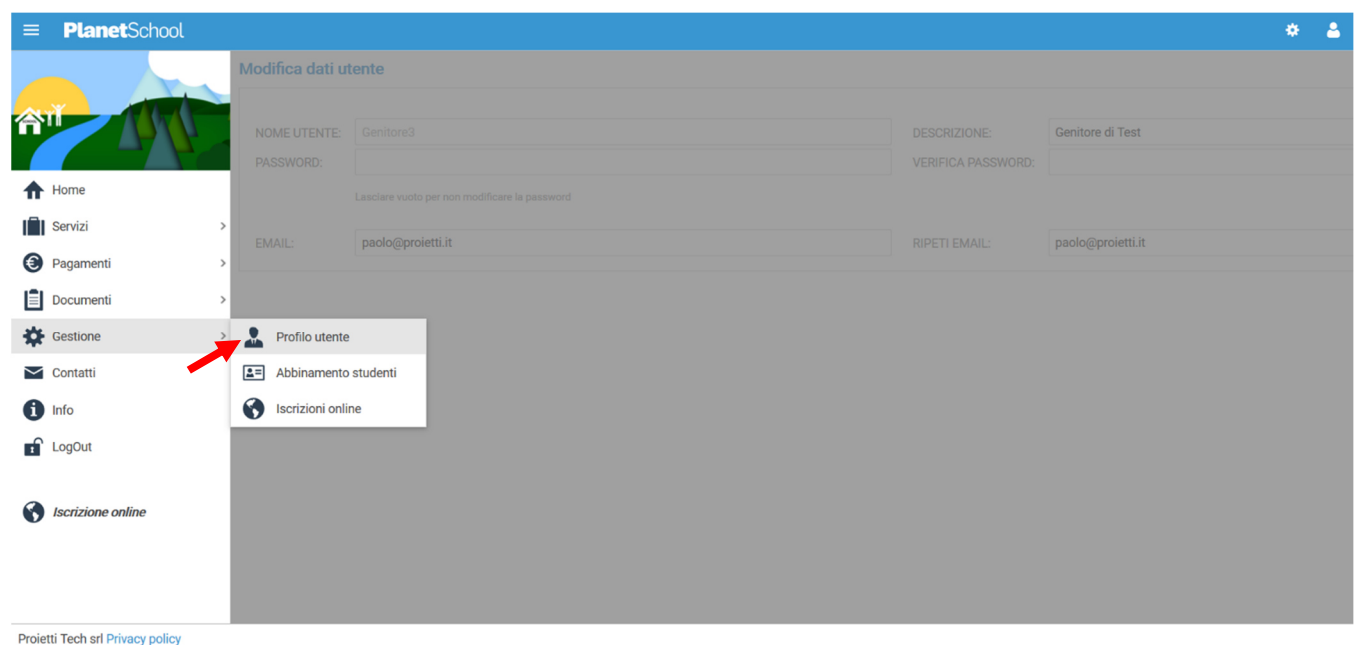 PlanetSchool
Modifica dati utente
NOME UTENTE: Genitore3 DESCRIZIONE: Genitore di Test
PASSWORD: VERIFICA PASSWORD:
Lasciare vuoto per non modificare la password
EMAIL: paolo@proietti.it RIPETI EMAIL: paolo@proietti.it
Home
Servizi
Pagamenti
Documenti
Gestione
Profilo utente
Abbinamento studenti
Iscrizioni online
Contatti
Info
LogOut
Iscrizione online
Proietti Tech srl Privacy policy